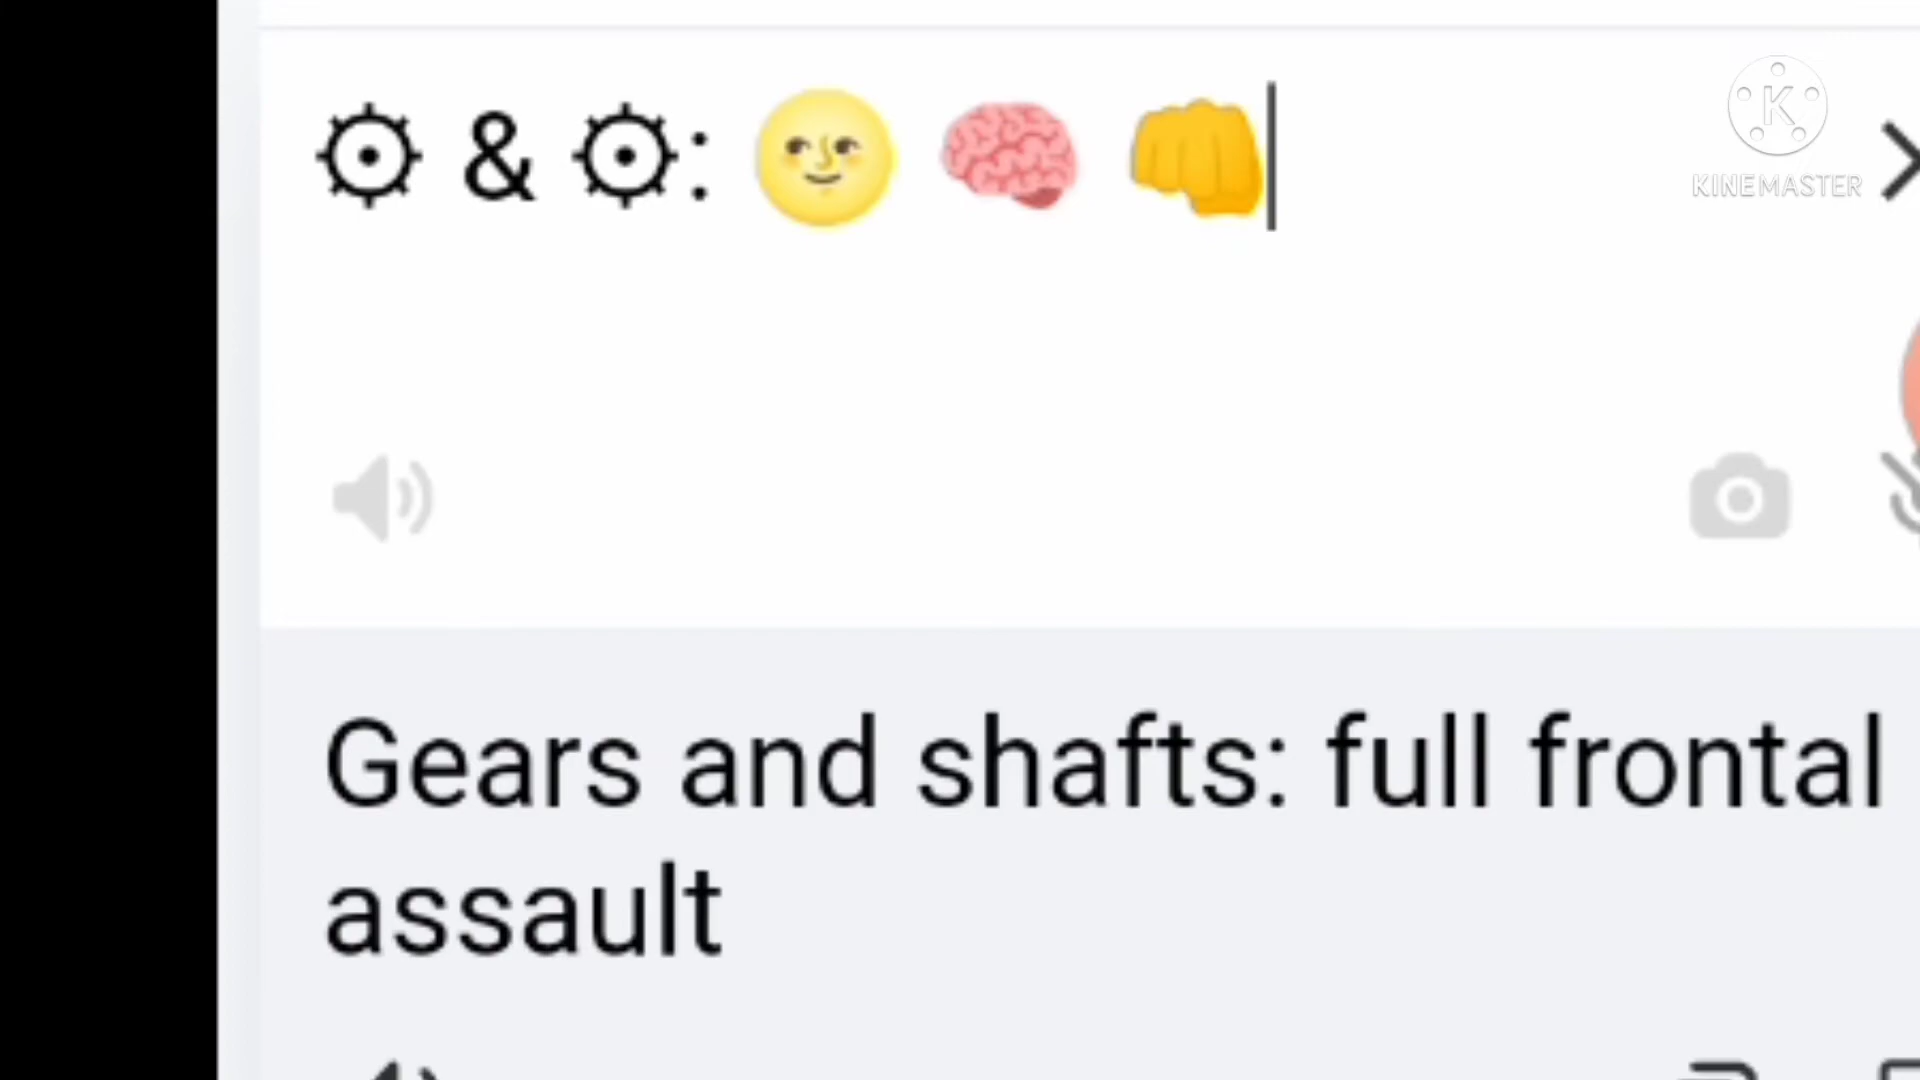 ⛭ & ⛭: 🌝 🧠 👊
K
KINEMASTER
Gears and shafts: full frontal
assault